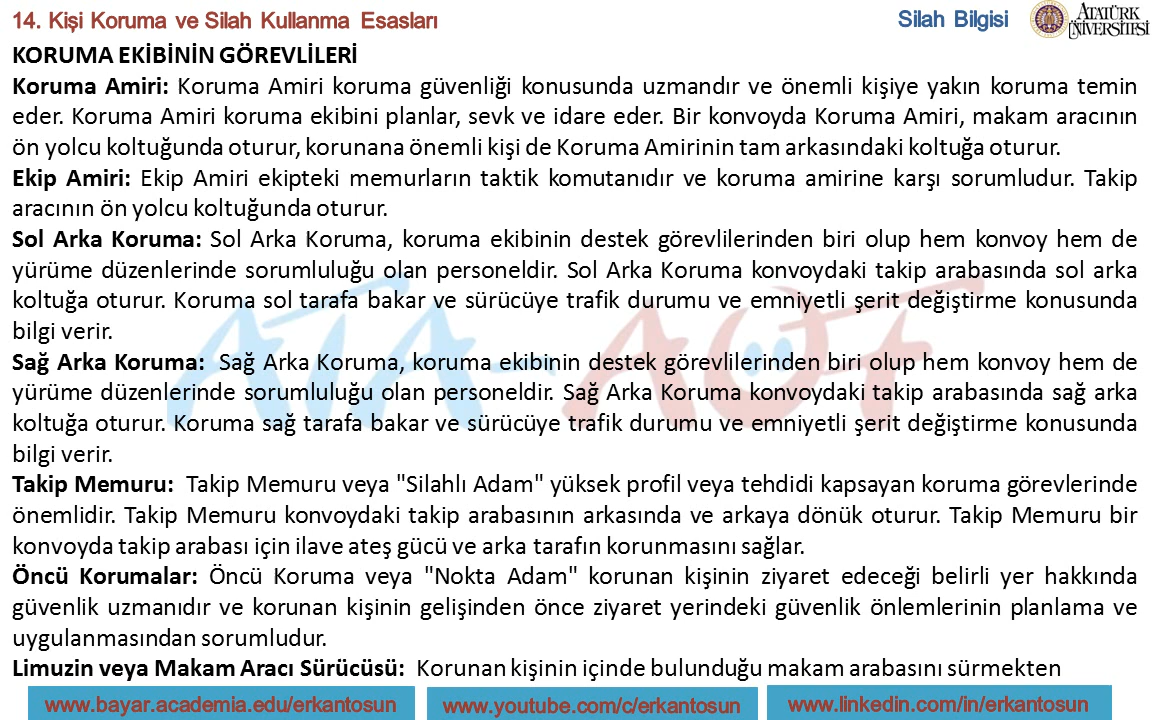 14. Kişi Koruma ve Silah Kullanma Esasları
Silah Bilgisi
ATATÜRK
ÜNİVERSİTESİ
KORUMA EKİBİNİN GÖREVLİLERİ
Koruma Amiri: Koruma Amiri koruma güvenliği konusunda uzmandır ve önemli kişiye yakın koruma temin
eder. Koruma Amiri koruma ekibini planlar, sevk ve idare eder. Bir konvoyda Koruma Amiri, makam aracının
ön yolcu koltuğunda oturur, korunana önemli kişi de Koruma Amirinin tam arkasındaki koltuğa oturur.
Ekip Amiri: Ekip Amiri ekipteki memurların taktik komutanıdır ve koruma amirine karşı sorumludur. Takip
aracının ön yolcu koltuğunda oturur.
Sol Arka Koruma: Sol Arka Koruma, koruma ekibinin destek görevlilerinden biri olup hem konvoy hem de
yürüme düzenlerinde sorumluluğu olan personeldir. Sol Arka Koruma konvoydaki takip arabasında sol arka
koltuğa oturur. Koruma sol tarafa bakar ve sürücüye trafik durumu ve emniyetli şerit değiştirme konusunda
bilgi verir.
Sağ Arka Koruma: Sağ Arka Koruma, koruma ekibinin destek görevlilerinden biri olup hem konvoy hem de
yürüme düzenlerinde sorumluluğu olan personeldir. Sağ Arka Koruma konvoydaki takip arabasında sağ arka
koltuğa oturur. Koruma sağ tarafa bakar ve sürücüye trafik durumu ve emniyetli şerit değiştirme konusunda
bilgi verir.
Takip Memuru: Takip Memuru veya "Silahlı Adam" yüksek profil veya tehdidi kapsayan koruma görevlerinde
önemlidir. Takip Memuru konvoydaki takip arabasının arkasında ve arkaya dönük oturur. Takip Memuru bir
konvoyda takip arabası için ilave ateş gücü ve arka tarafın korunmasını sağlar.
Öncü Korumalar: Öncü Koruma veya "Nokta Adam" korunan kişinin ziyaret edeceği belirli yer hakkında
güvenlik uzmanıdır ve korunan kişinin gelişinden önce ziyaret yerindeki güvenlik önlemlerinin planlama ve
uygulanmasından sorumludur.
Limuzin veya Makam Aracı Sürücüsü: Korunan kişinin içinde bulunduğu makam arabasını sürmekten
ATA-AÖF
www.bayar.academia.edu/erkantosun
www.youtube.com/c/erkantosun
www.linkedin.com/in/erkantosun